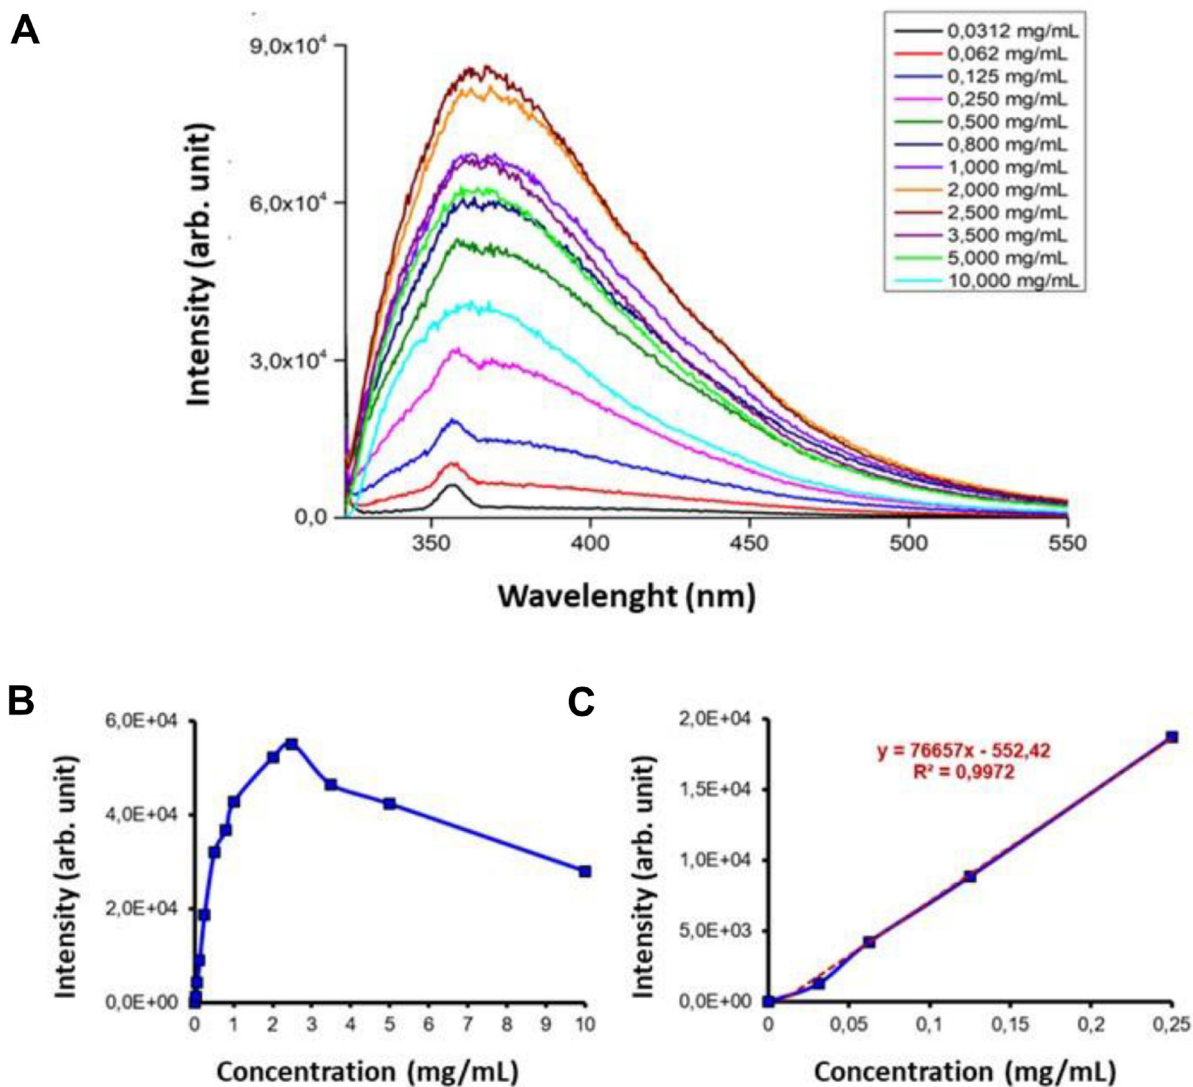 A
Intensity (arb. unit)
9,0x10⁴
6,0x10⁴
3,0x10⁴
0,0
350
400
450
500
550
Wavelenght (nm)
0,0312 mg/mL
0,062 mg/mL
0,125 mg/mL
0,250 mg/mL
0,500 mg/mL
0,800 mg/mL
1,000 mg/mL
2,000 mg/mL
2,500 mg/mL
3,500 mg/mL
5,000 mg/mL
10,000 mg/mL
B
Intensity (arb. unit)
6,0E+04
4,0E+04
2,0E+04
0,0E+00
0 1 2 3 4 5 6 7 8 9 10
Concentration (mg/mL)
C
Intensity (arb. unit)
2,0E+04
1,5E+04
1,0E+04
5,0E+03
0,0E+00
y = 76657x - 552,42
R² = 0,9972
0 0,05 0,1 0,15 0,2 0,25
Concentration (mg/mL)